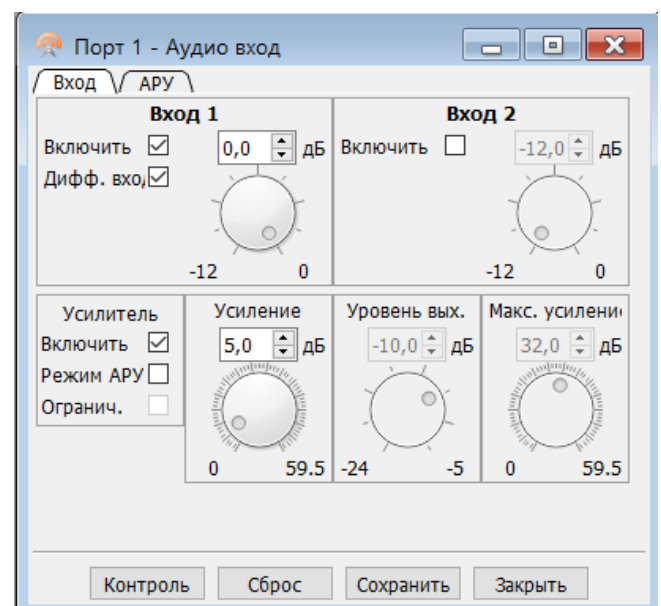 Порт 1 - Аудио вход
Вход АРУ
Вход 1 Вход 2
Включить 0,0 дБ Включить -12,0 дБ
Дифф. вхо
-12 0 -12 0
Усилитель Усиление Уровень вых. Макс. усилени
Включить 5,0 дБ -10,0 дБ 32,0 дБ
Режим АРУ
Огранич.
0 59.5 -24 -5 0 59.5
Контроль Сброс Сохранить Закрыть